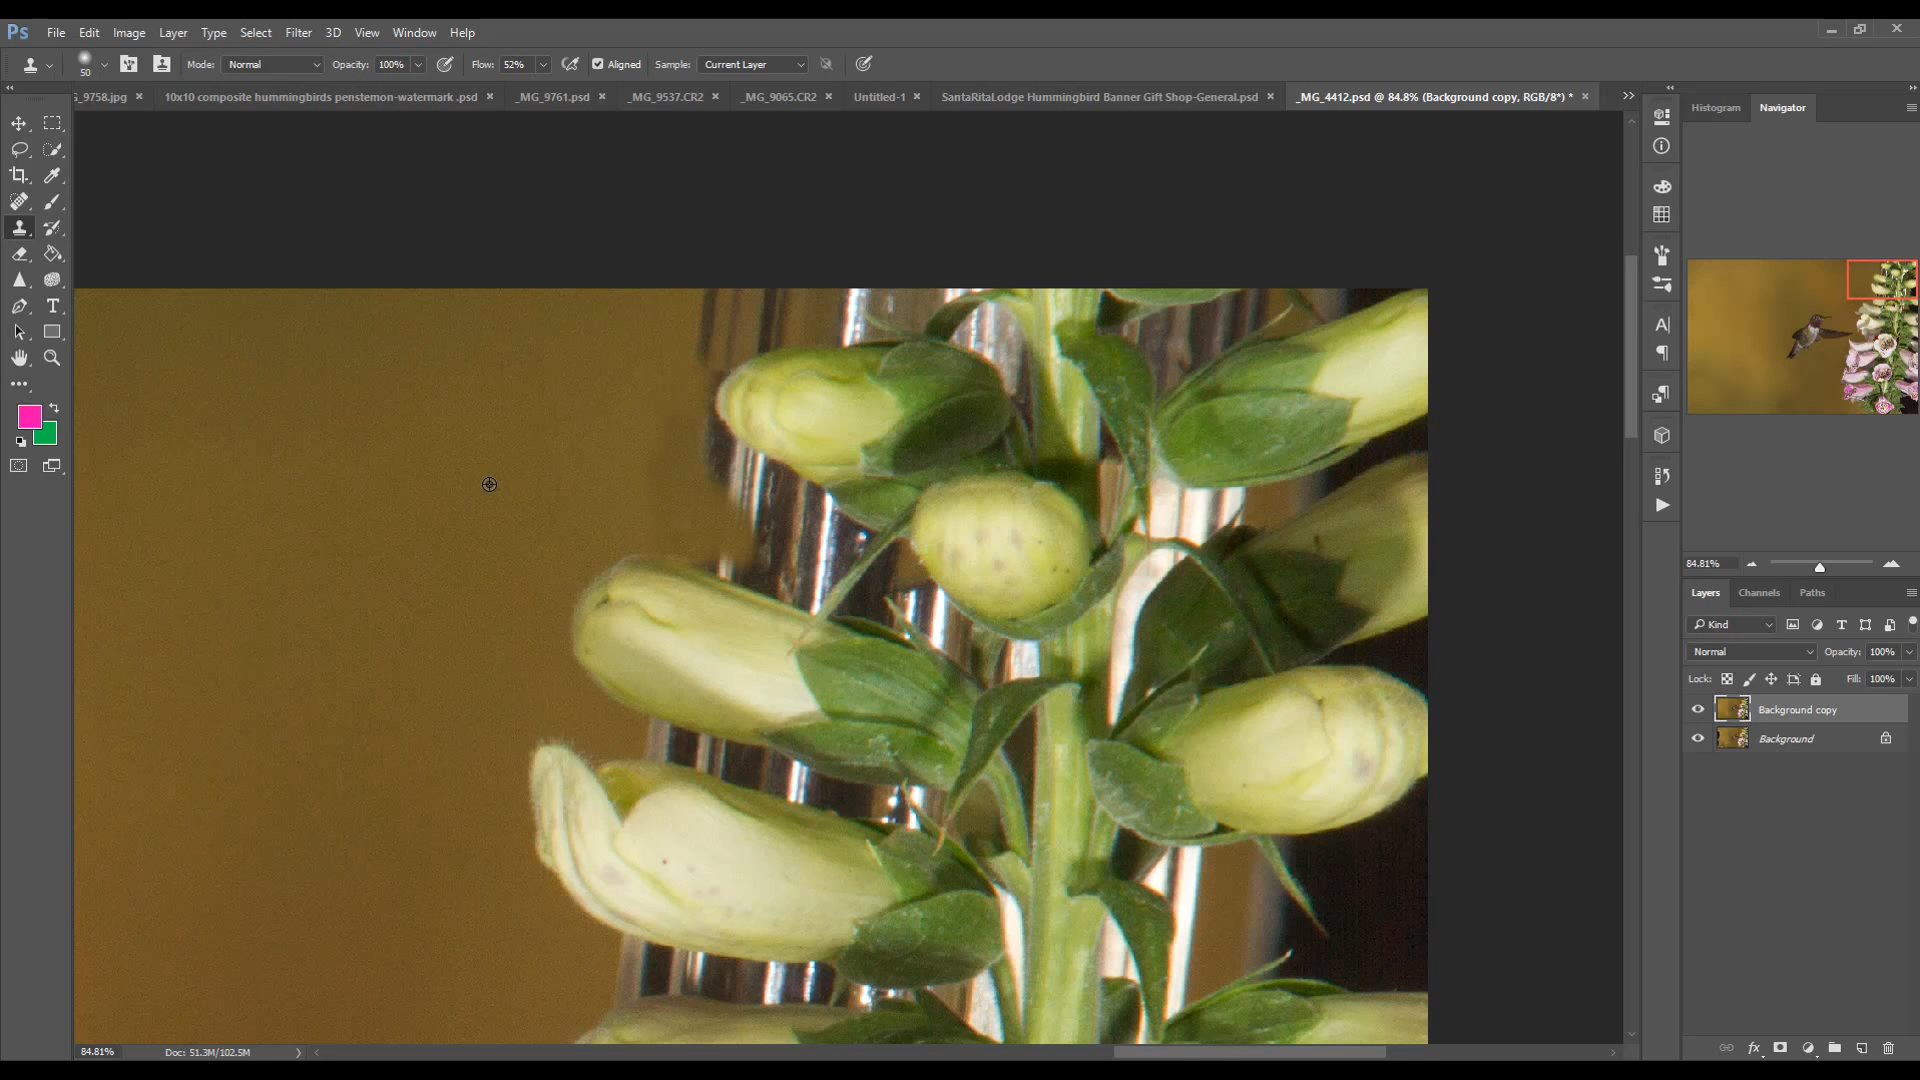 Ps File Edit Image Layer Type Select Filter 3D View Window Help
50 Mode: Normal Opacity: 100% Flow: 52% Aligned Sample: Current Layer
G_9758.jpg × 10x10 composite hummingbirds penstemon-watermark .psd × _MG_9761.psd × _MG_9537.CR2 × _MG_9065.CR2 × Untitled-1 × SantaRitaLodge Hummingbird Banner Gift Shop-General.psd × _MG_4412.psd @ 84.8% (Background copy, RGB/8*) * ×
Histogram Navigator
84.81%
Layers Channels Paths
Kind
Normal Opacity: 100%
Lock: Fill: 100%
Background copy
Background
fx
84.81% Doc: 51.3M/102.5M